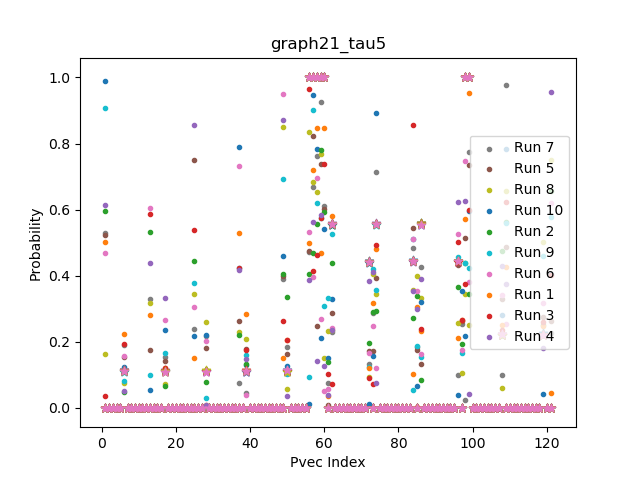 graph21_tau5
1.0
0.8
0.6
0.4
0.2
0.0
Probability
0 20 40 60 80 100 120
Pvec Index
Run 7
Run 5
Run 8
Run 10
Run 2
Run 9
Run 6
Run 1
Run 3
Run 4